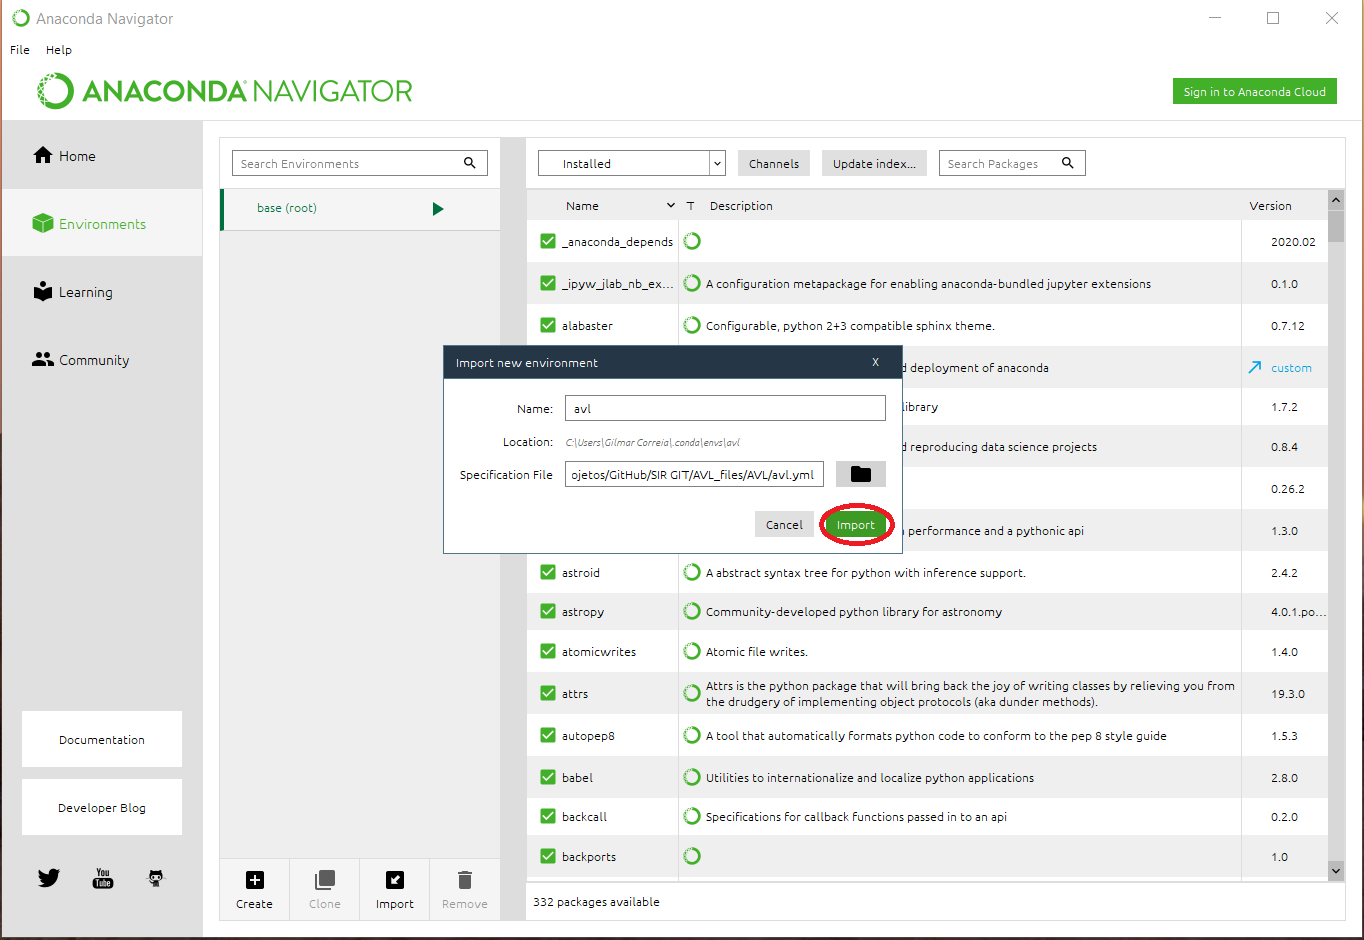 Anaconda Navigator
File Help
ANACONDA NAVIGATOR
Sign in to Anaconda Cloud
Home
Environments
Learning
Community
Documentation
Developer Blog
You
Tube
Search Environments
base (root)
Create Clone Import Remove
Installed Channels Update index... Search Packages
Name T Description Version
_anaconda_depends 2020.02
_ipyw_jlab_nb_ex... A configuration metapackage for enabling anaconda-bundled jupyter extensions 0.1.0
alabaster Configurable, python 2+3 compatible sphinx theme. 0.7.12
deployment of anaconda custom
library 1.7.2
reproducing data science projects 0.8.4
0.26.2
performance and a pythonic api 1.3.0
astroid A abstract syntax tree for python with inference support. 2.4.2
astropy Community-developed python library for astronomy 4.0.1.po...
atomicwrites Atomic file writes. 1.4.0
attrs Attrs is the python package that will bring back the joy of writing classes by relieving you from
the drudgery of implementing object protocols (aka dunder methods). 19.3.0
autopep8 A tool that automatically formats python code to conform to the pep 8 style guide 1.5.3
babel Utilities to internationalize and localize python applications 2.8.0
backcall Specifications for callback functions passed in to an api 0.2.0
backports 1.0
332 packages available
Import new environment X
Name: avl
Location: C:\Users\Gilmar Correia\.conda\envs\avl
Specification File ojetos/GitHub/SIR GIT/AVL_files/AVL/avl.yml
Cancel Import